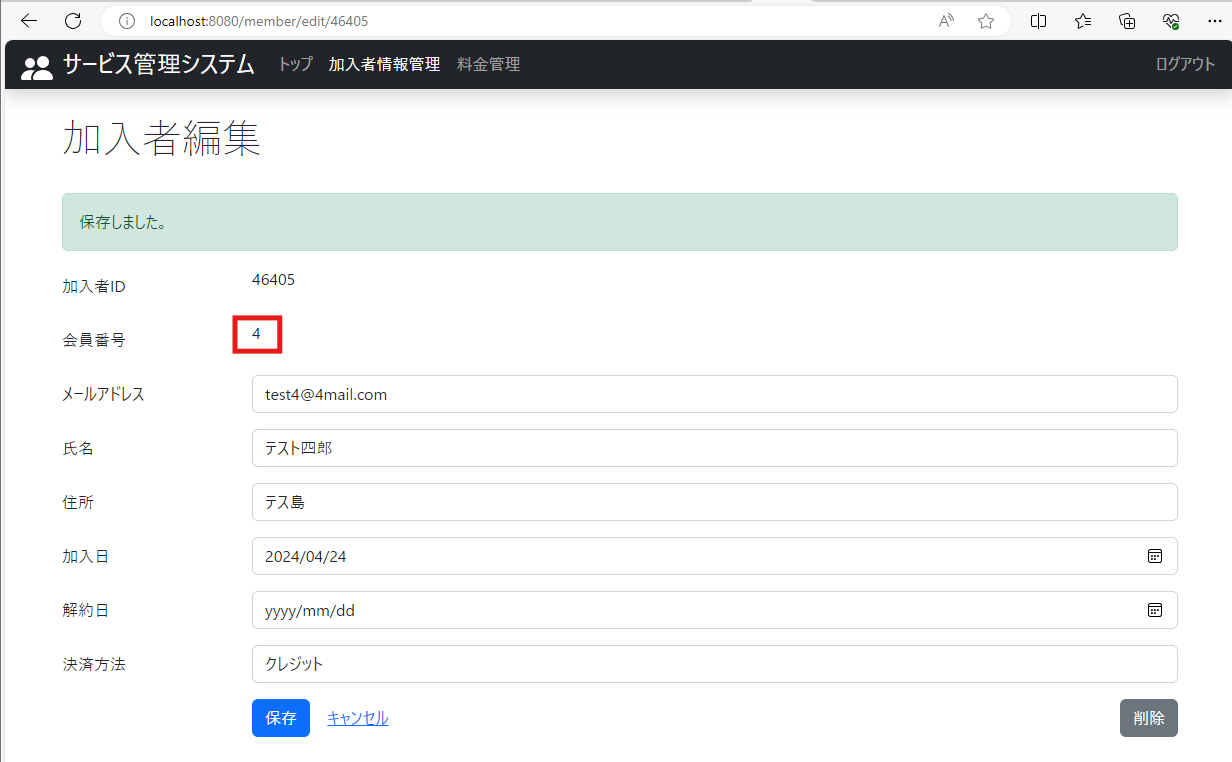 localhost:8080/member/edit/46405
サービス管理システム トップ 加入者情報管理 料金管理 ログアウト
加入者編集
保存しました。
加入者ID 46405
会員番号 4
メールアドレス test4@4mail.com
氏名 テスト四郎
住所 テス島
加入日 2024/04/24
解約日 yyyy/mm/dd
決済方法 クレジット
保存 キャンセル 削除